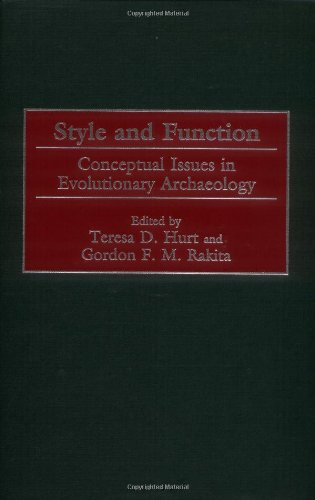 Style and Function
Conceptual Issues in
Evolutionary Archaeology
Edited by
Teresa D. Hurt and
Gordon F. M. Rakita